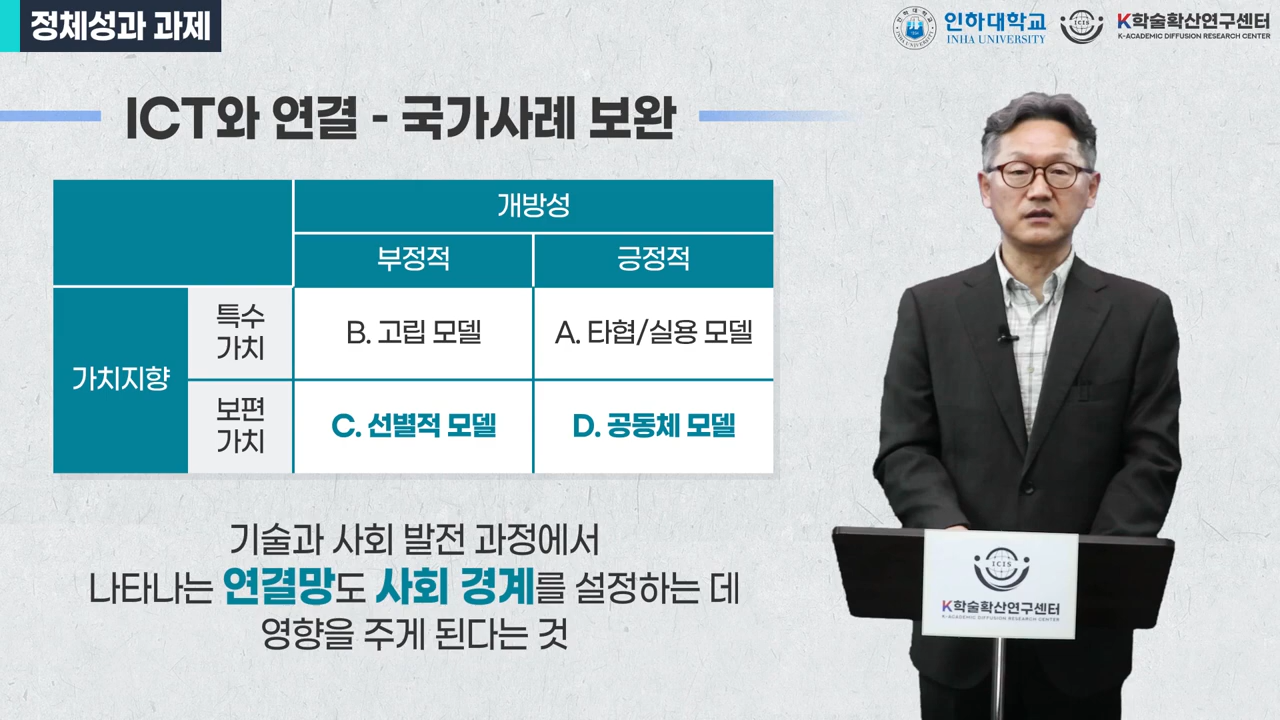 정체성과 과제
인하대학교
INHA UNIVERSITY
ICIS
K학술확산연구센터
K-ACADEMIC DIFFUSION RESEARCH CENTER
ICT와 연결 - 국가사례 보완
개방성
부정적
긍정적
가치지향
특수
가치
B. 고립 모델
A. 타협/실용 모델
보편
가치
C. 선별적 모델
D. 공동체 모델
기술과 사회 발전 과정에서
나타나는 연결망도 사회 경계를 설정하는 데
영향을 주게 된다는 것
ICIS
K학술확산연구센터
K-ACADEMIC DIFFUSION RESEARCH CENTER